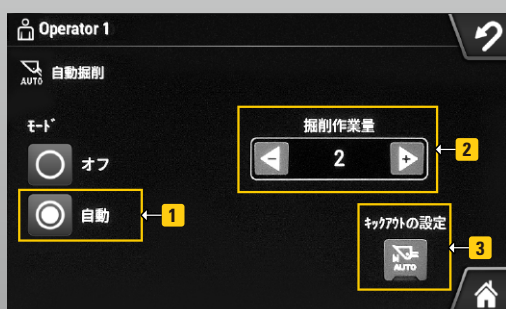 Operator 1
AUTO 自動掘削
ﾓｰﾄﾞ
オフ
自動
1
掘削作業量
- 2 +
2
ｷｯｸｱｳﾄの設定
M
AUTO
3